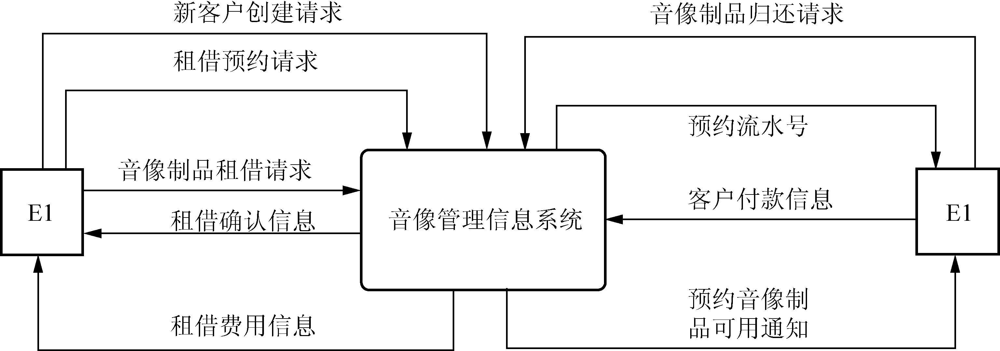 新客户创建请求
音像制品归还请求
租借预约请求
预约流水号
音像制品租借请求
客户付款信息
E1
租借确认信息
音像管理信息系统
E1
预约音像制
品可用通知
租借费用信息